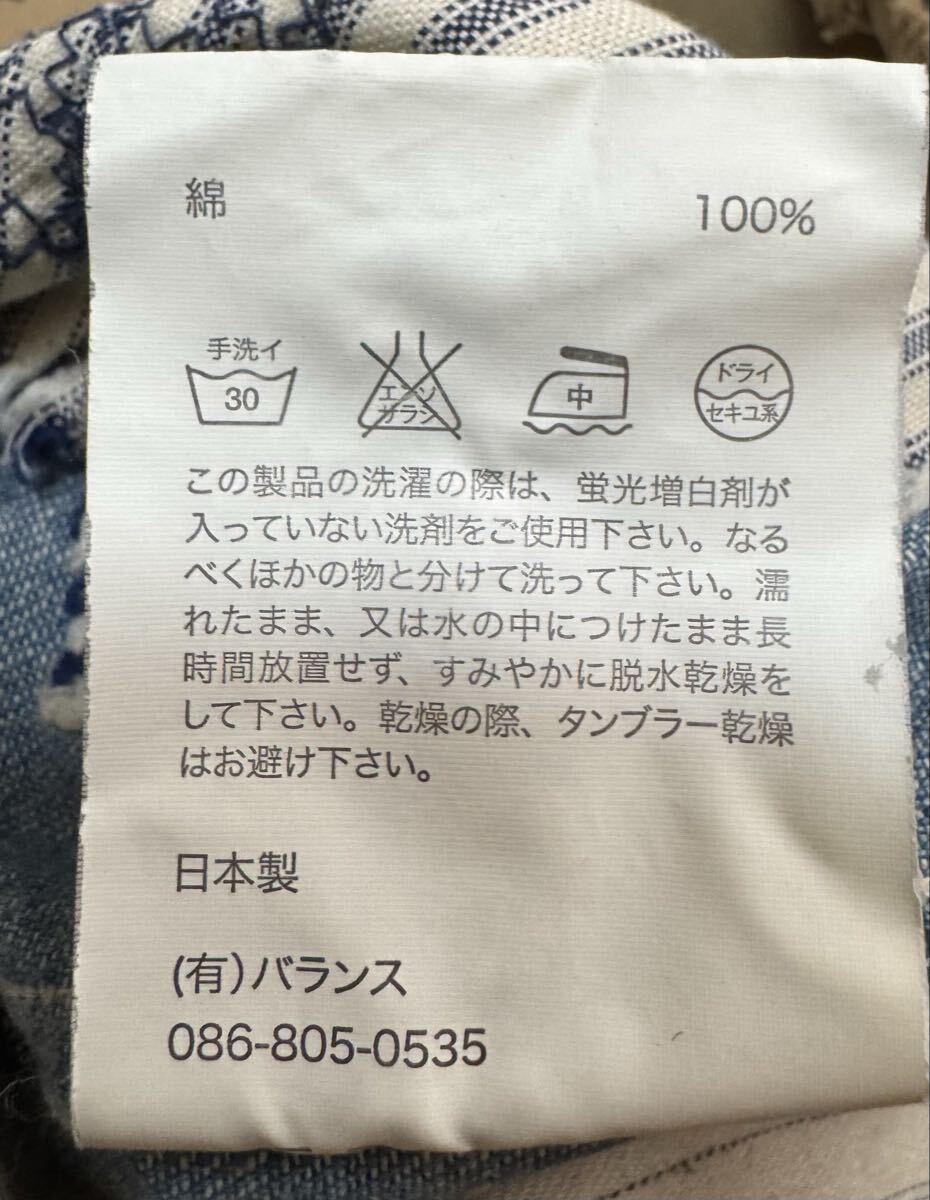 綿 100%
手洗イ
30
エンソ
サラシ
中
ドライ
セキユ系
この製品の洗濯の際は、蛍光増白剤が
入っていない洗剤をご使用下さい。なる
べくほかの物と分けて洗って下さい。濡
れたまま、又は水の中につけたまま長
時間放置せず、すみやかに脱水乾燥を
して下さい。乾燥の際、タンブラー乾燥
はお避け下さい。
日本製
(有)バランス
086-805-0535